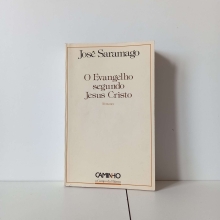 José Saramago
O Evangelho
segundo
Jesus Cristo
CAMINHO